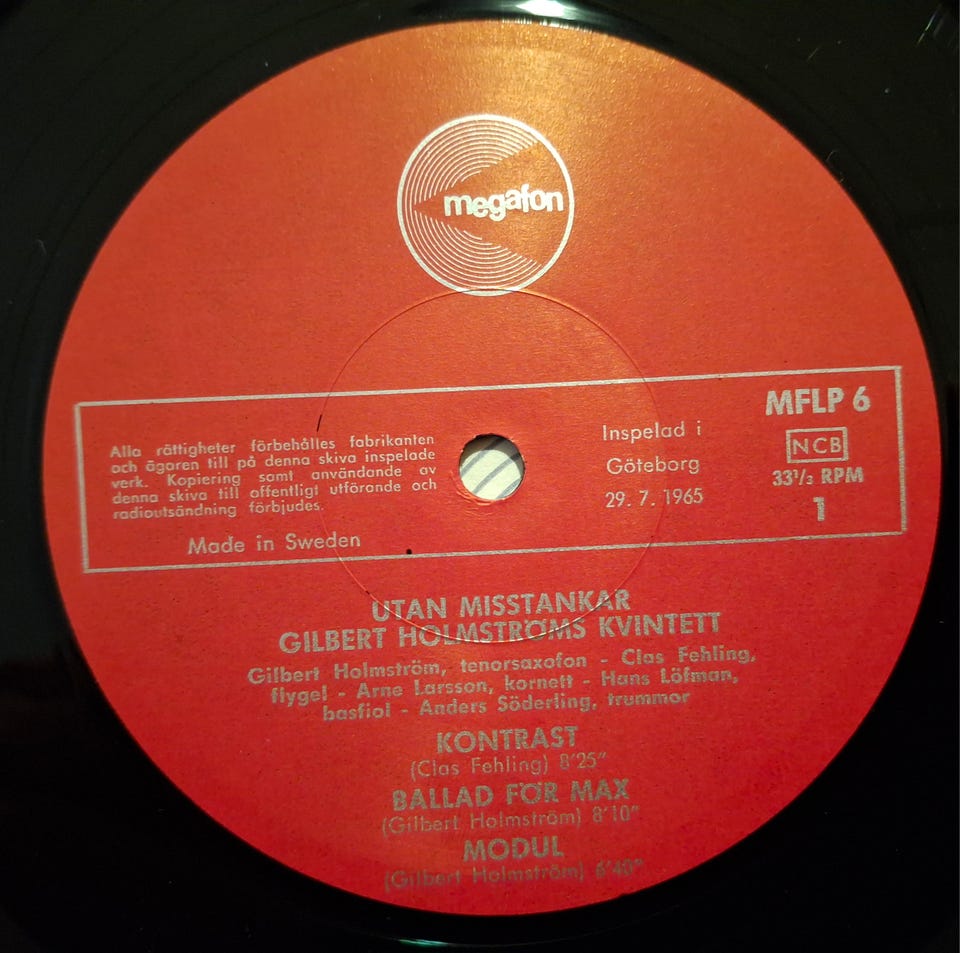 megafon
Alla rättigheter förbehålles fabrikanten
och ägaren till på denna skiva inspelade
verk. Kopiering samt användande av
denna skiva till offentligt utförande och
radioutsändning förbjudes.
Made in Sweden
Inspelad i
Göteborg
29. 7. 1965
MFLP 6
NCB
33⅓ RPM
1
UTAN MISSTANKAR
GILBERT HOLMSTRÖMS KVINTETT
Gilbert Holmström, tenorsaxofon - Clas Fehling,
flygel - Arne Larsson, kornett - Hans Löfman,
basfiol - Anders Söderling, trummor
KONTRAST
(Clas Fehling) 8'25"
BALLAD FÖR MAX
(Gilbert Holmström) 8'10"
MODUL
(Gilbert Holmström) 6'40"